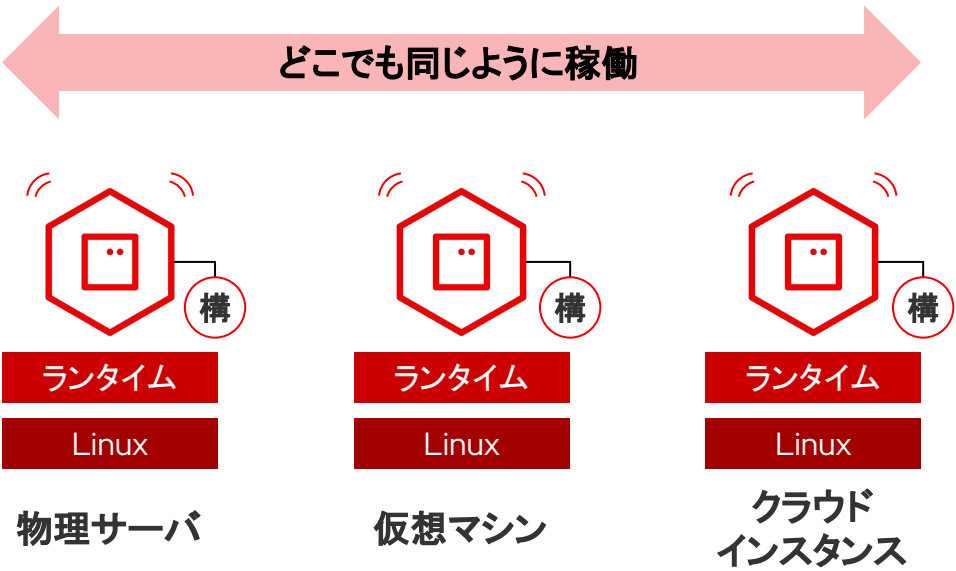 どこでも同じように稼働
構
構
構
ランタイム
ランタイム
ランタイム
Linux
Linux
Linux
物理サーバ
仮想マシン
クラウド
インスタンス